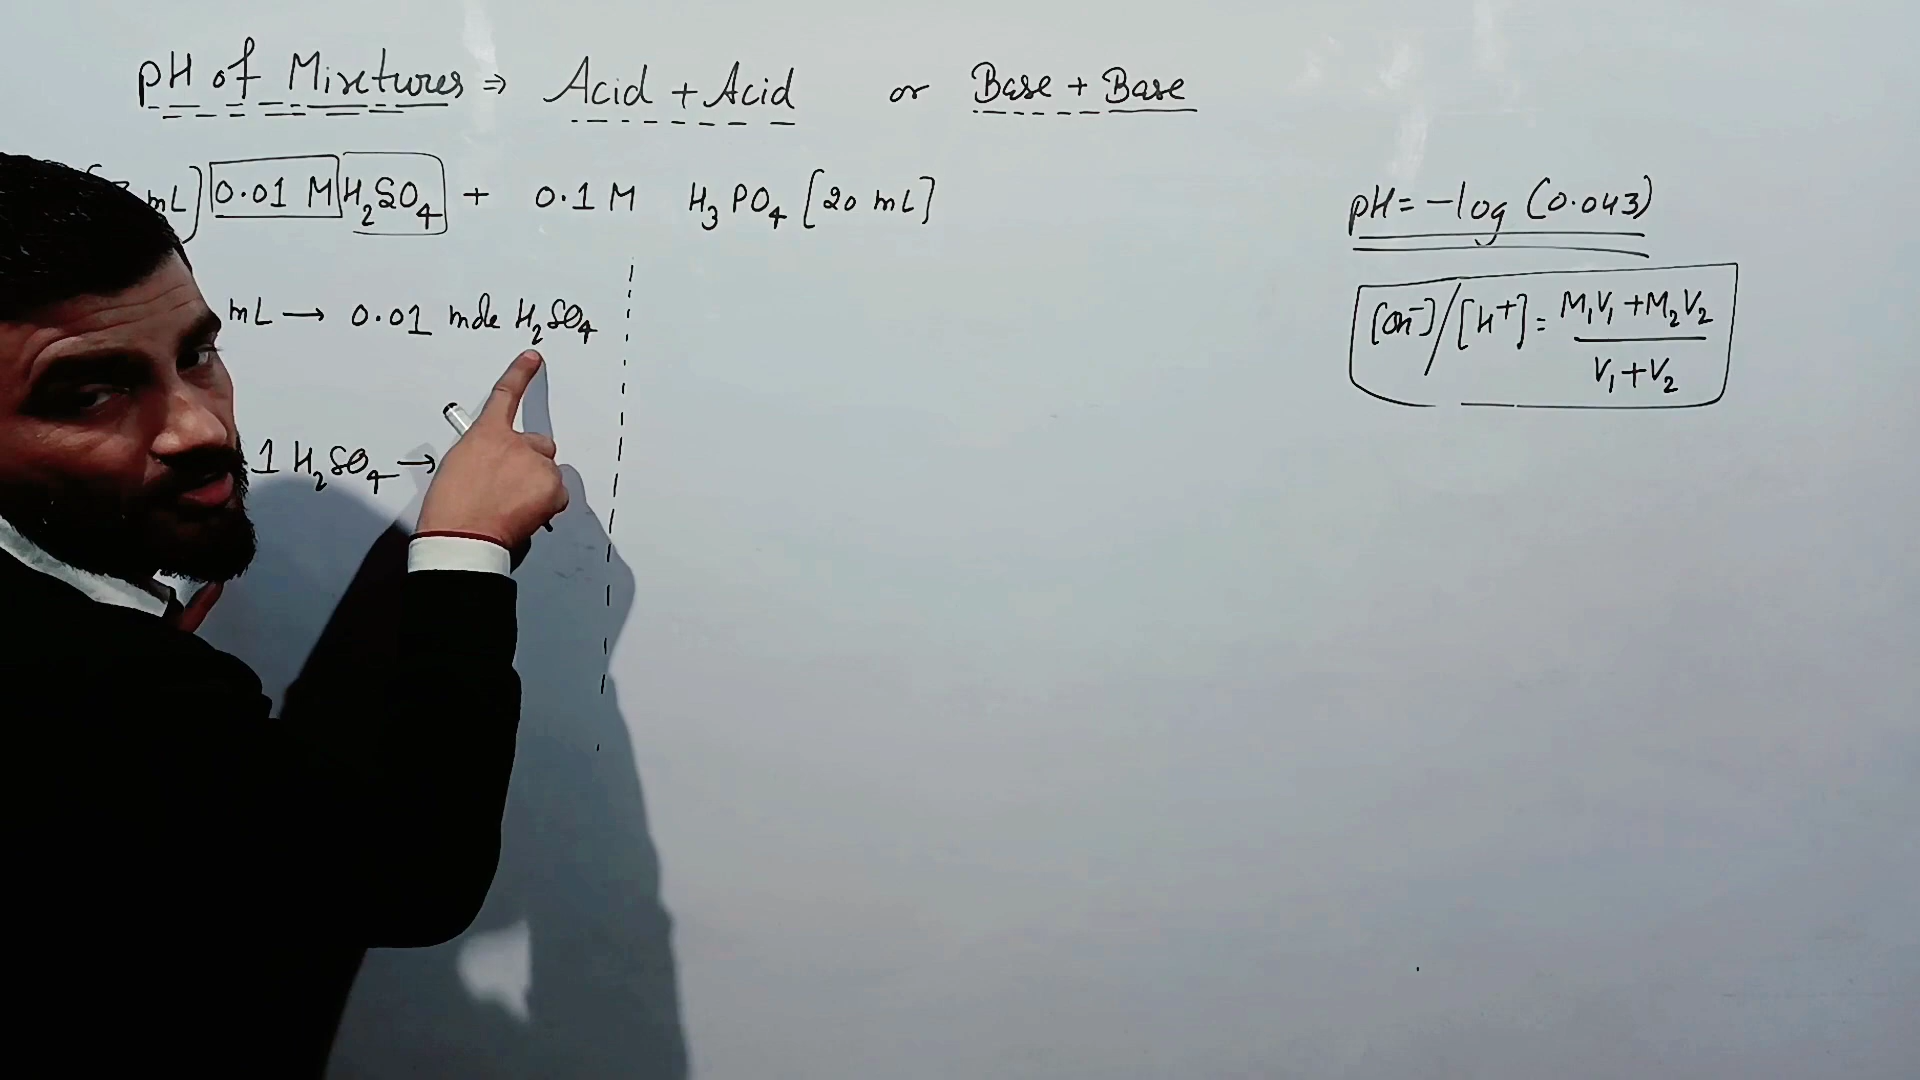 pH of Mixtures ⇒ Acid + Acid or Base + Base
mL] 0.01 M H₂SO₄ + 0.1 M H₃PO₄ [20 mL]
pH = -log (0.043)
mL → 0.01 mole H₂SO₄
[OH⁻]/[H⁺] = M₁V₁ + M₂V₂
V₁ + V₂
1 H₂SO₄ →